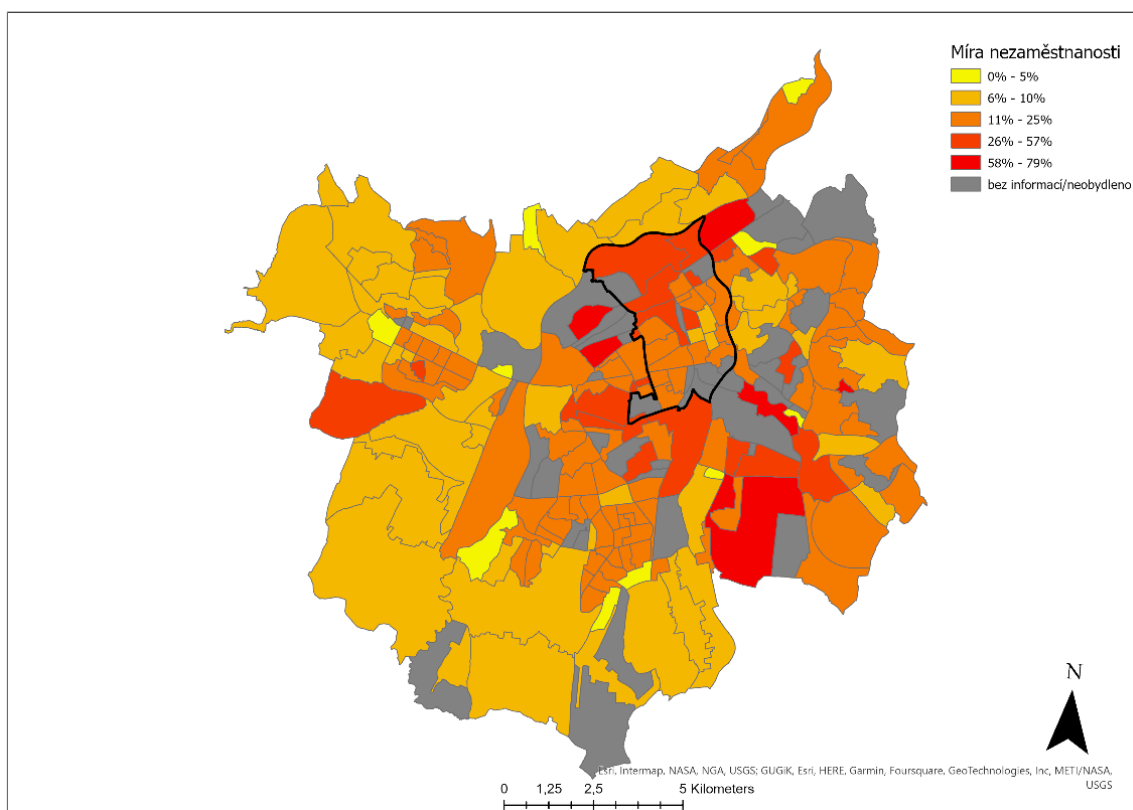 Míra nezaměstnanosti
0% - 5%
6% - 10%
11% - 25%
26% - 57%
58% - 79%
bez informací/neobydleno
N
Esri, Intermap, NASA, NGA, USGS; GUGiK, Esri, HERE, Garmin, Foursquare, GeoTechnologies, Inc, METI/NASA,
USGS
0 1,25 2,5 5 Kilometers